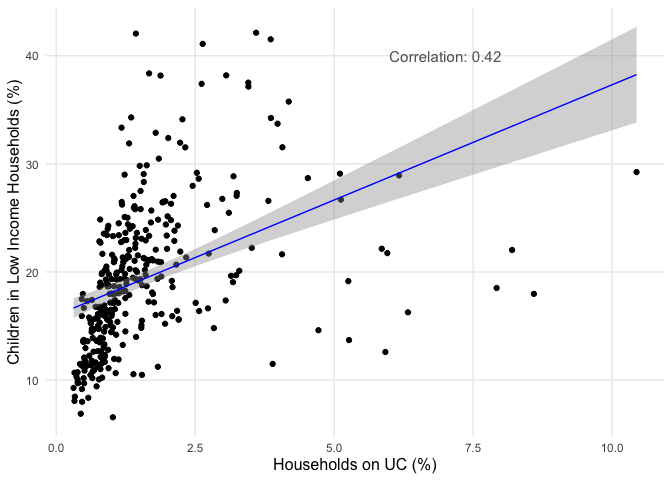 Correlation: 0.42
40
30
20
10
Children in Low Income Households (%)
0.0 2.5 5.0 7.5 10.0
Households on UC (%)